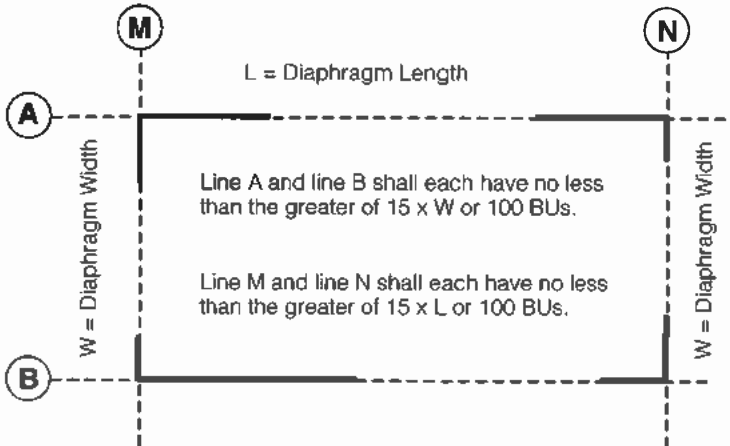 M
N
L = Diaphragm Length
A
W = Diaphragm Width
Line A and line B shall each have no less
than the greater of 15 x W or 100 BUs.
Line M and line N shall each have no less
than the greater of 15 x L or 100 BUs.
W = Diaphragm Width
B